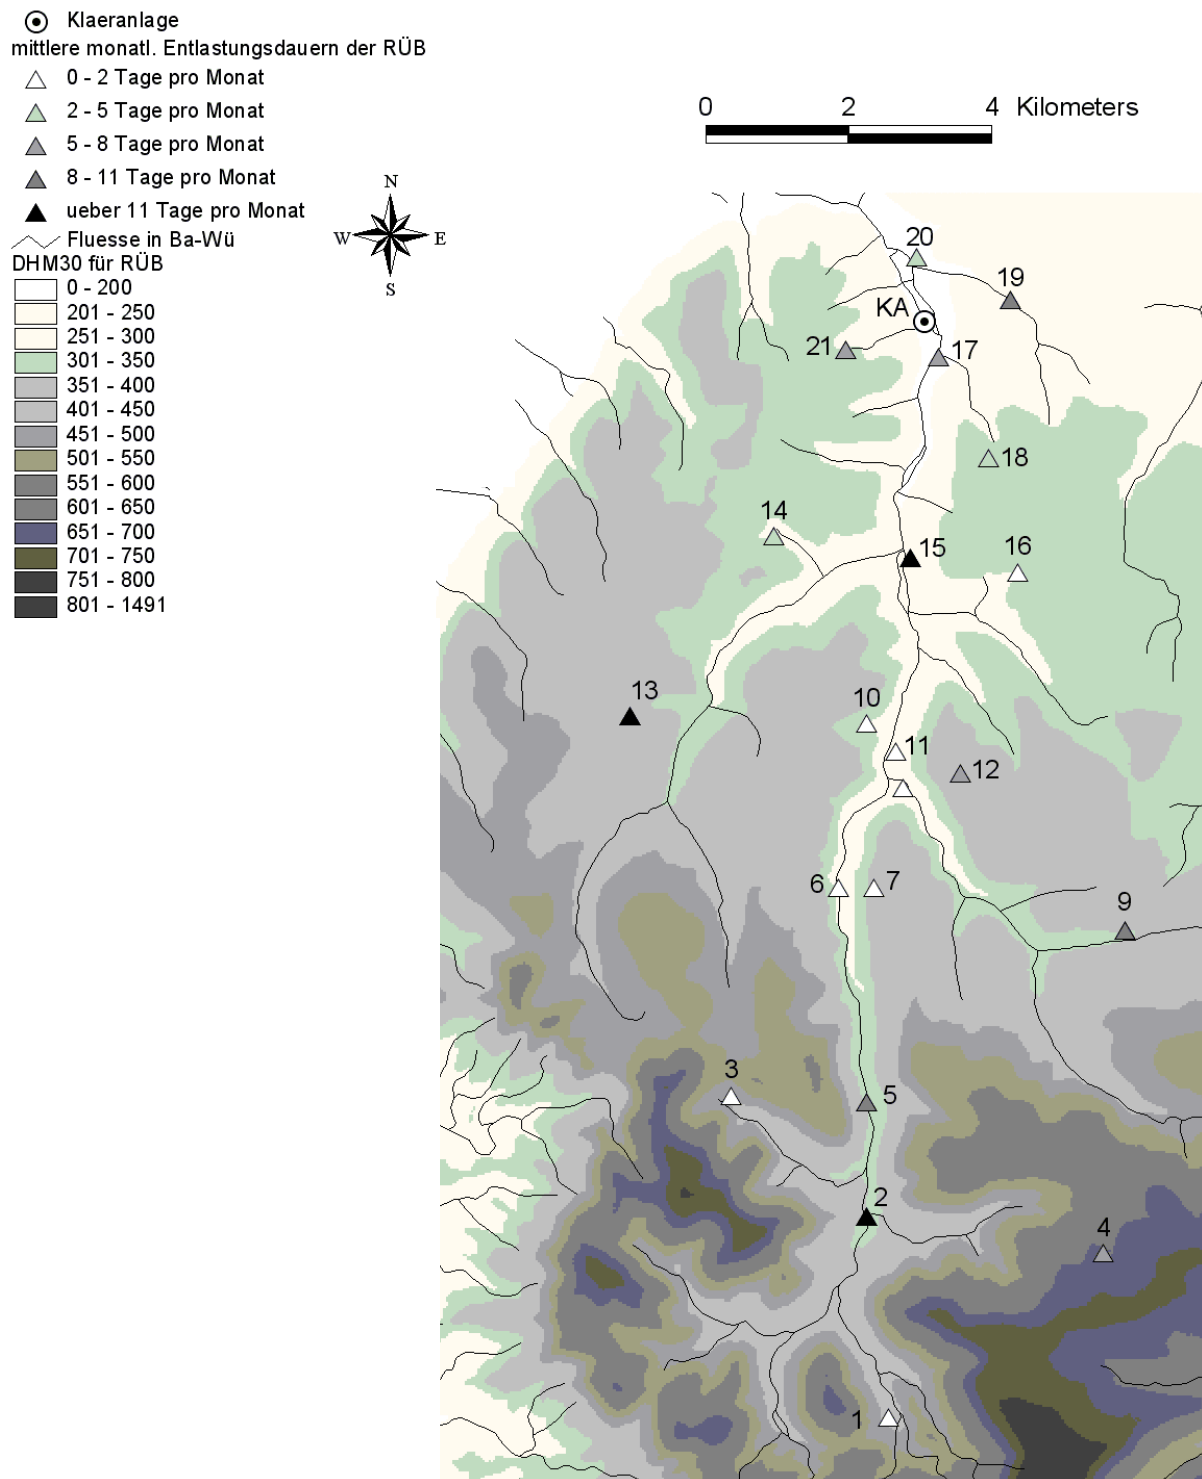 Klaeranlage
mittlere monatl. Entlastungsdauern der RÜB
0 - 2 Tage pro Monat
2 - 5 Tage pro Monat
5 - 8 Tage pro Monat
8 - 11 Tage pro Monat
ueber 11 Tage pro Monat
Fluesse in Ba-Wü
DHM30 für RÜB
0 - 200
201 - 250
251 - 300
301 - 350
351 - 400
401 - 450
451 - 500
501 - 550
551 - 600
601 - 650
651 - 700
701 - 750
751 - 800
801 - 1491
0 2 4 Kilometers
N
W E
S
20
19
KA
21
17
18
14
15
16
13
10
11
12
6
7
9
3
5
2
4
1